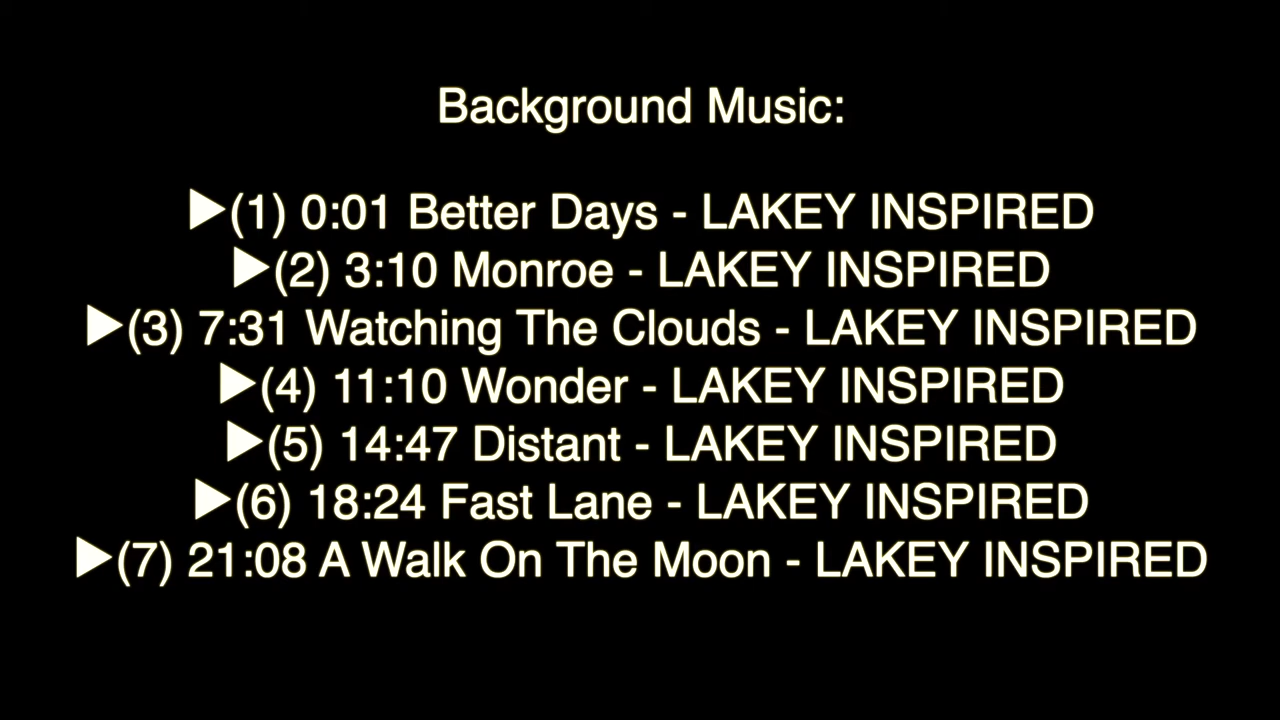 Background Music:
▶(1) 0:01 Better Days - LAKEY INSPIRED
▶(2) 3:10 Monroe - LAKEY INSPIRED
▶(3) 7:31 Watching The Clouds - LAKEY INSPIRED
▶(4) 11:10 Wonder - LAKEY INSPIRED
▶(5) 14:47 Distant - LAKEY INSPIRED
▶(6) 18:24 Fast Lane - LAKEY INSPIRED
▶(7) 21:08 A Walk On The Moon - LAKEY INSPIRED